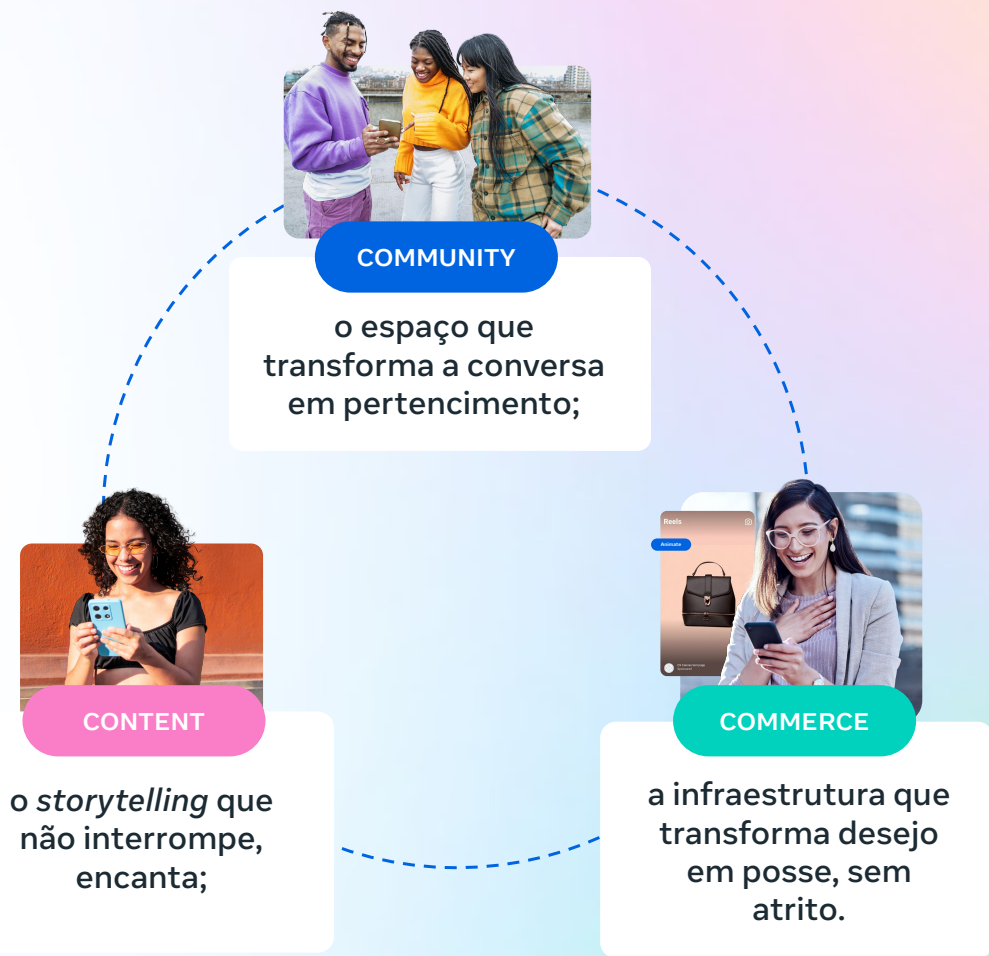 COMMUNITY
o espaço que
transforma a conversa
em pertencimento;
CONTENT
o storytelling que
não interrompe,
encanta;
Reels
Animate
COMMERCE
a infraestrutura que
transforma desejo
em posse, sem
atrito.